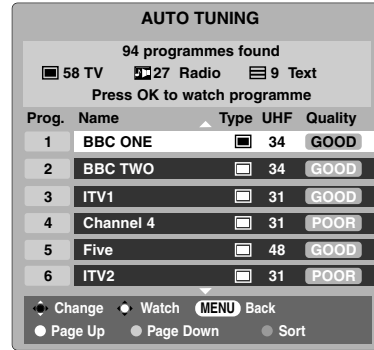 AUTO TUNING
94 programmes found
58 TV 27 Radio 9 Text
Press OK to watch programme
Prog. Name Type UHF Quality
1 BBC ONE 34 GOOD
2 BBC TWO 34 GOOD
3 ITV1 31 GOOD
4 Channel 4 31 POOR
5 Five 48 GOOD
6 ITV2 31 POOR
Change Watch MENU Back
Page Up Page Down Sort